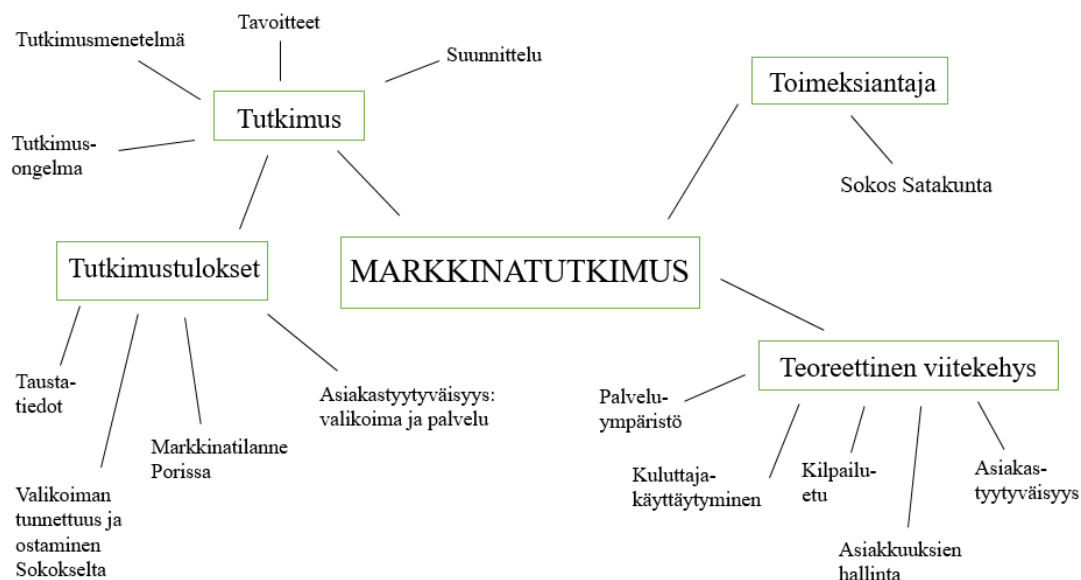 Tavoitteet
Tutkimusmenetelmä
Suunnittelu
Tutkimus
Tutkimus-
ongelma
Toimeksiantaja
Sokos Satakunta
MARKKINATUTKIMUS
Tutkimustulokset
Tausta-
tiedot
Valikoiman
tunnettuus ja
ostaminen
Sokokselta
Markkinatilanne
Porissa
Asiakastyytyväisyys:
valikoima ja palvelu
Teoreettinen viitekehys
Palvelu-
ympäristö
Kuluttaja-
käyttäytyminen
Kilpailu-
etu
Asiakkuuksien
hallinta
Asiakas-
tyytyväisyys